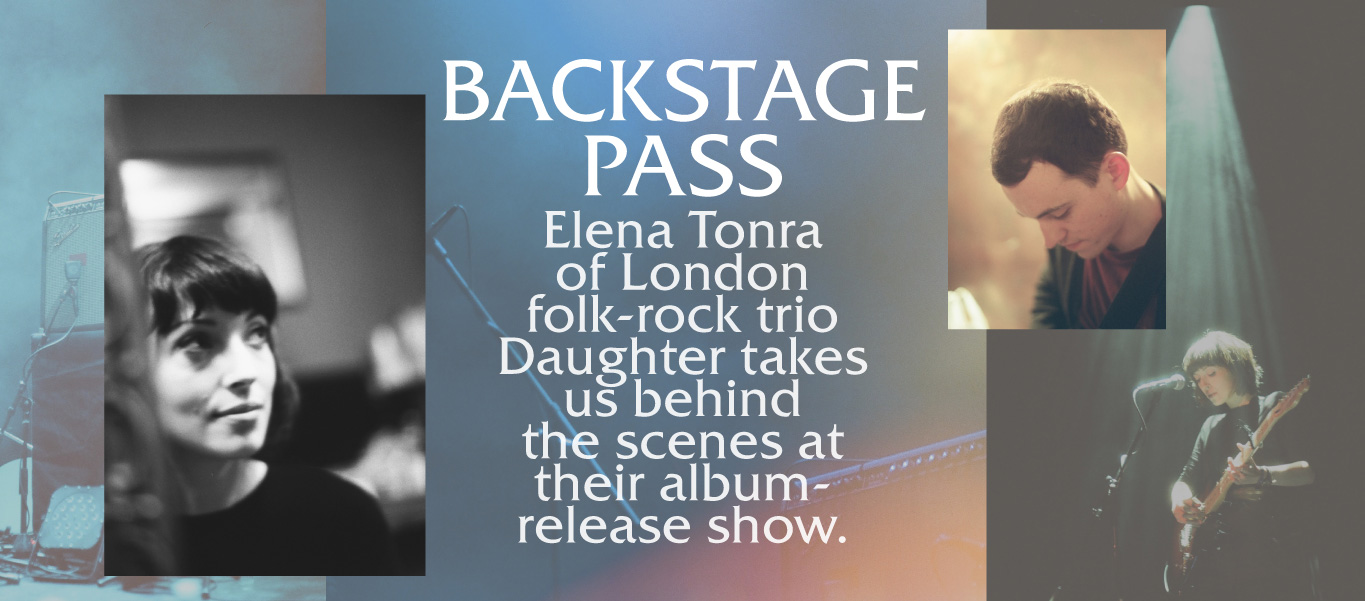 BACKSTAGE
PASS
Elena Tonra
of London
folk-rock trio
Daughter takes
us behind
the scenes at
their album-
release show.